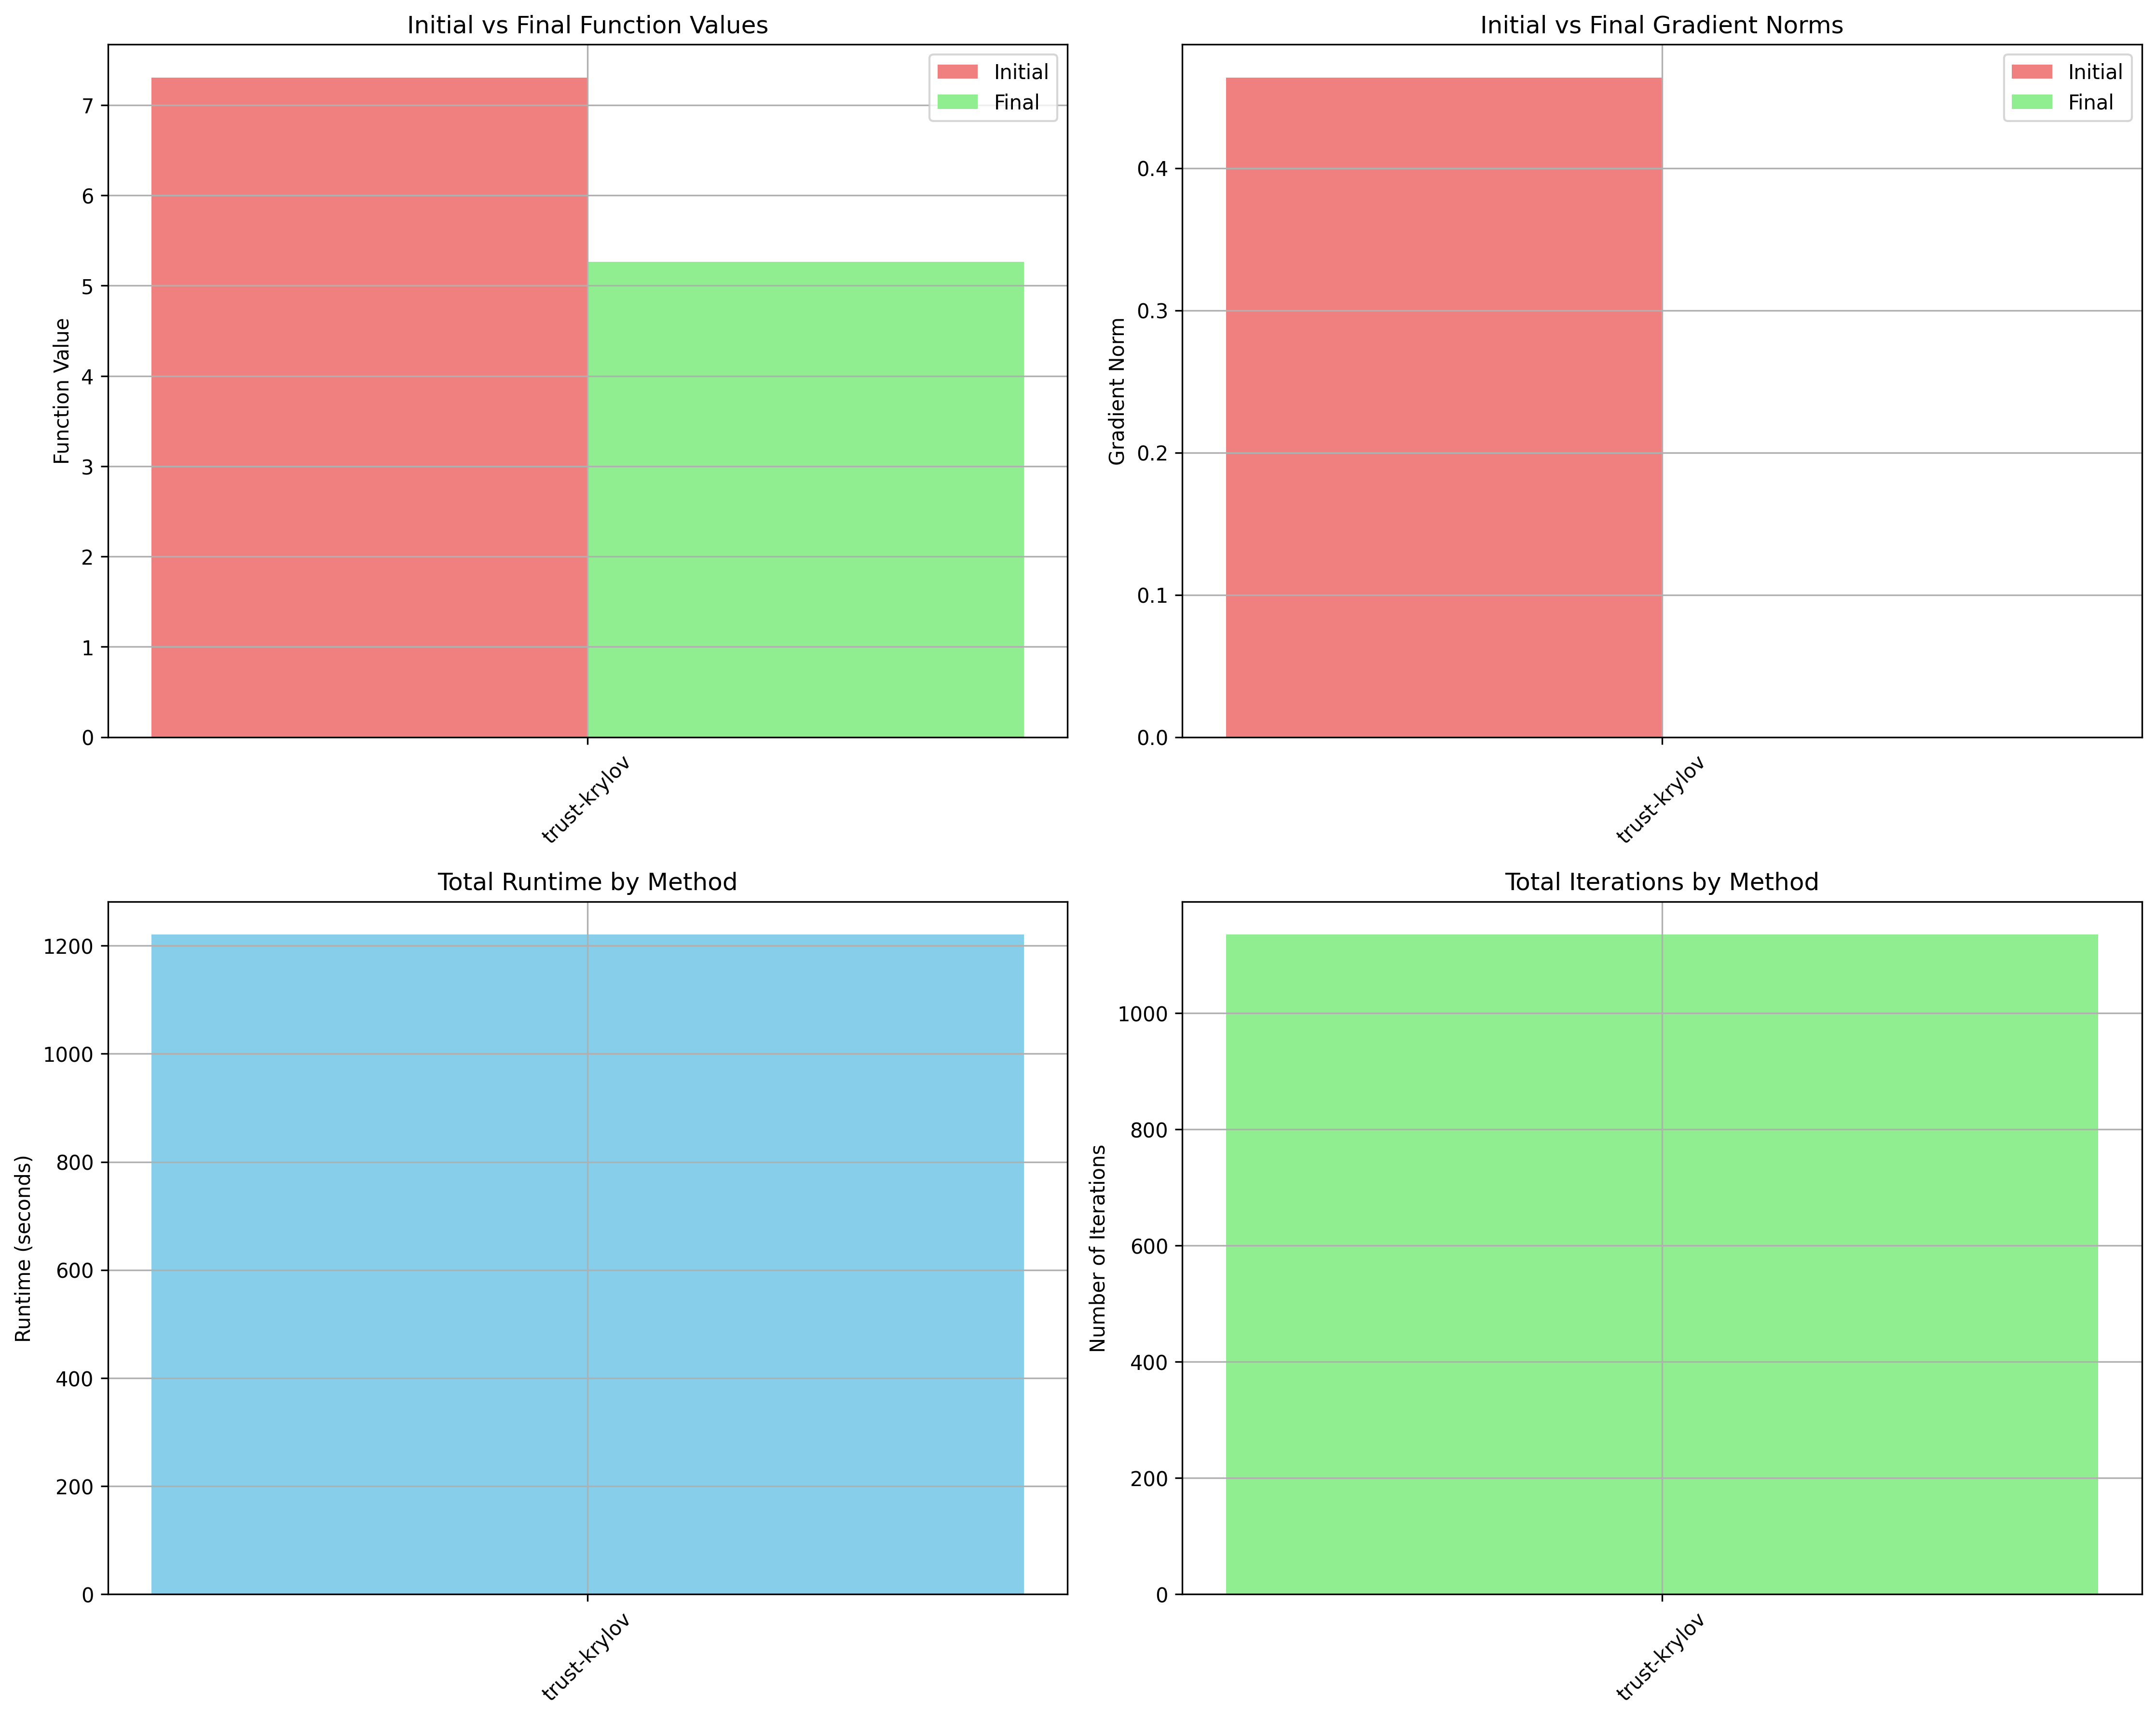 Initial vs Final Function Values
Initial
Final
Function Value
7
6
5
4
3
2
1
0
trust-krylov
Initial vs Final Gradient Norms
Initial
Final
Gradient Norm
0.4
0.3
0.2
0.1
0.0
trust-krylov
Total Runtime by Method
Runtime (seconds)
1200
1000
800
600
400
200
0
trust-krylov
Total Iterations by Method
Number of Iterations
1000
800
600
400
200
0
trust-krylov